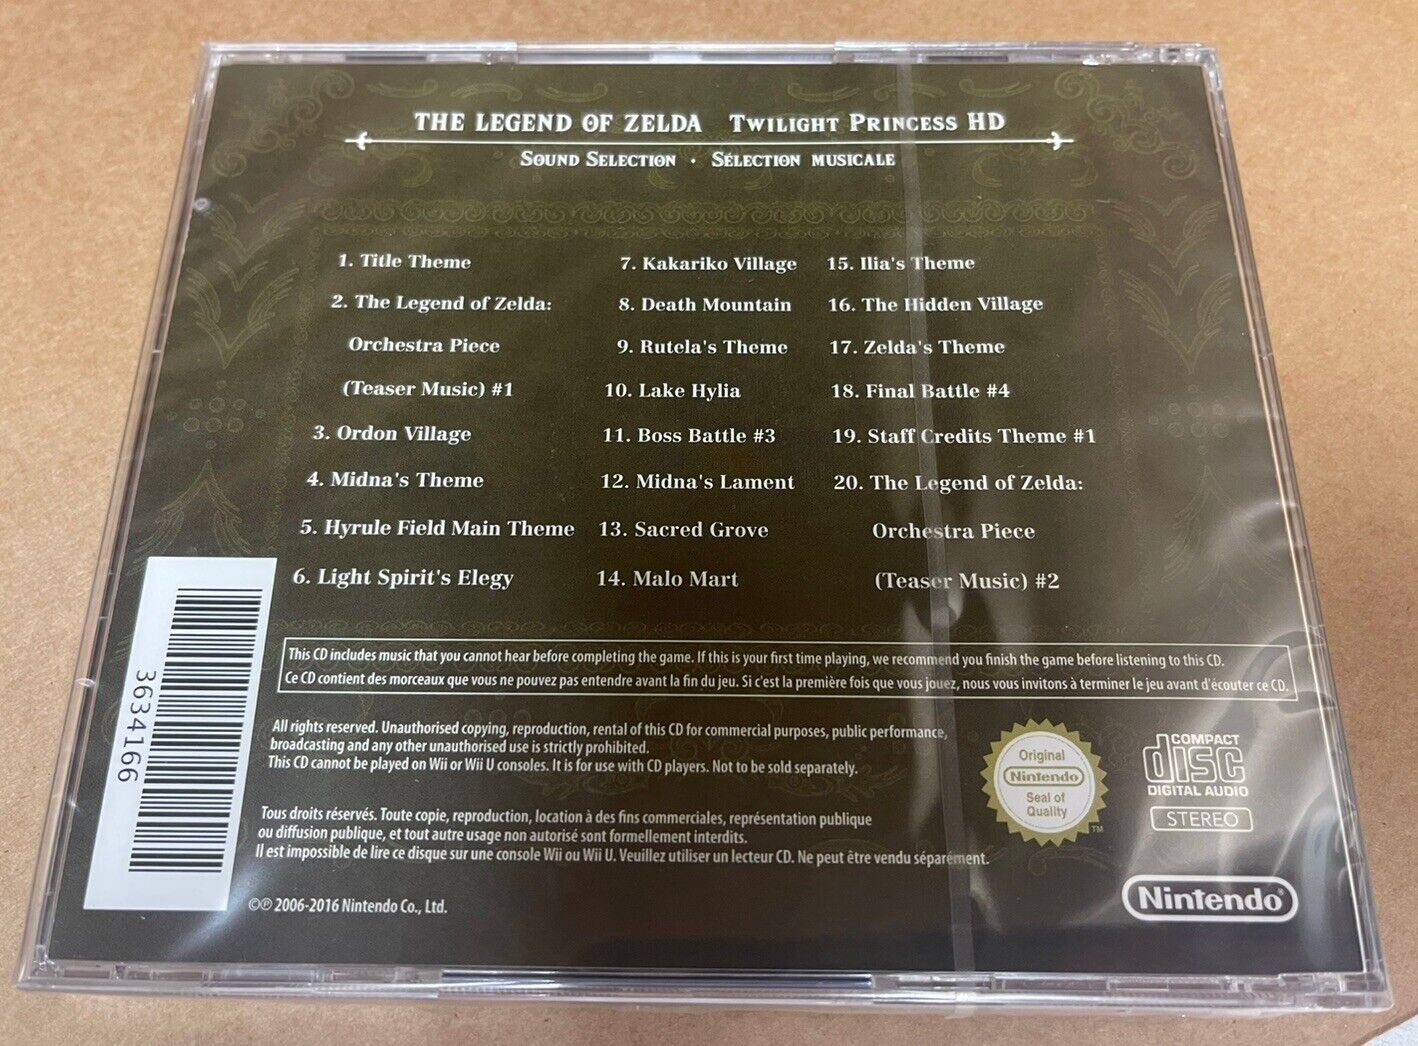 THE LEGEND OF ZELDA TWILIGHT PRINCESS HD
SOUND SELECTION · SÉLECTION MUSICALE
1. Title Theme
2. The Legend of Zelda:
Orchestra Piece
(Teaser Music) #1
3. Ordon Village
4. Midna's Theme
5. Hyrule Field Main Theme
6. Light Spirit's Elegy
7. Kakariko Village
8. Death Mountain
9. Rutela's Theme
10. Lake Hylia
11. Boss Battle #3
12. Midna's Lament
13. Sacred Grove
14. Malo Mart
15. Ilia's Theme
16. The Hidden Village
17. Zelda's Theme
18. Final Battle #4
19. Staff Credits Theme #1
20. The Legend of Zelda:
Orchestra Piece
(Teaser Music) #2
This CD includes music that you cannot hear before completing the game. If this is your first time playing, we recommend you finish the game before listening to this CD.
Ce CD contient des morceaux que vous ne pouvez pas entendre avant la fin du jeu. Si c'est la première fois que vous jouez, nous vous invitons à terminer le jeu avant d'écouter ce CD.
All rights reserved. Unauthorised copying, reproduction, rental of this CD for commercial purposes, public performance,
broadcasting and any other unauthorised use is strictly prohibited.
This CD cannot be played on Wii or Wii U consoles. It is for use with CD players. Not to be sold separately.
Tous droits réservés. Toute copie, reproduction, location à des fins commerciales, représentation publique
ou diffusion publique, et tout autre usage non autorisé sont formellement interdits.
Il est impossible de lire ce disque sur une console Wii ou Wii U. Veuillez utiliser un lecteur CD. Ne peut être vendu séparément.
©℗ 2006-2016 Nintendo Co., Ltd.
3634166
Original
Nintendo
Seal of
Quality
TM
COMPACT
disc
DIGITAL AUDIO
STEREO
Nintendo®